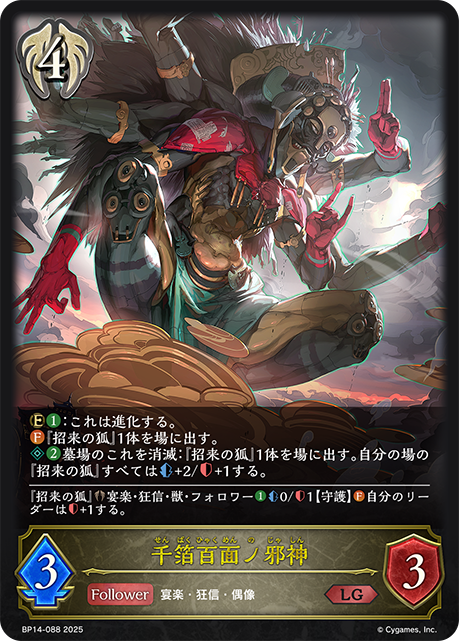 4
E 1：これは進化する。
F 『招来の狐』1体を場に出す。
2 墓場のこれを消滅：『招来の狐』1体を場に出す。自分の場の
『招来の狐』すべては+2/+1する。
『招来の狐』宴楽・狂信・獣・フォロワー 1 0/1【守護】F 自分のリー
ダーは+1する。
せん ばく ひゃく めん の じゃ しん
千箔百面ノ邪神
3
Follower 宴楽・狂信・偶像 LG
3
BP14-088 2025 © Cygames, Inc.